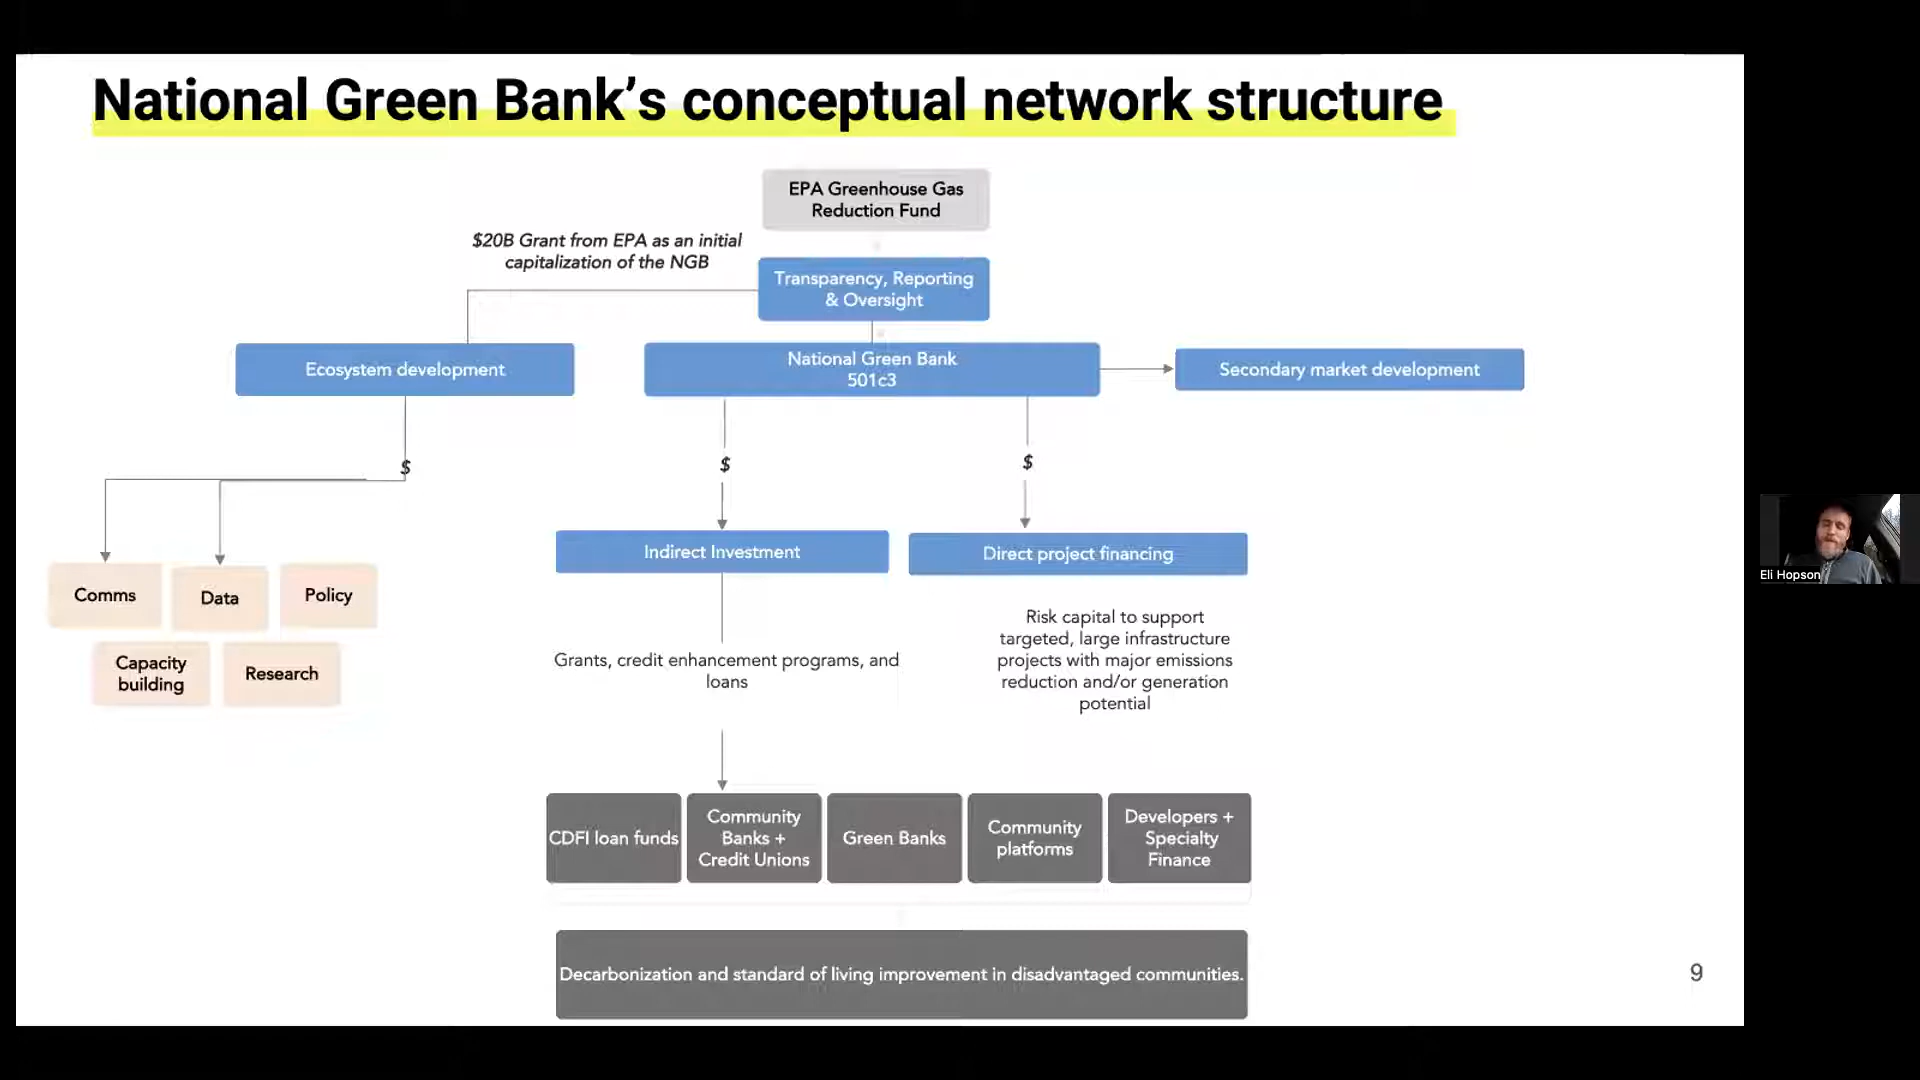 National Green Bank’s conceptual network structure
EPA Greenhouse Gas
Reduction Fund
$20B Grant from EPA as an initial
capitalization of the NGB
Transparency, Reporting
& Oversight
Ecosystem development
National Green Bank
501c3
Secondary market development
$
$
$
Indirect Investment
Direct project financing
Comms
Data
Policy
Capacity
building
Research
Grants, credit enhancement programs, and
loans
Risk capital to support
targeted, large infrastructure
projects with major emissions
reduction and/or generation
potential
CDFI loan funds
Community
Banks +
Credit Unions
Green Banks
Community
platforms
Developers +
Specialty
Finance
Decarbonization and standard of living improvement in disadvantaged communities.
9
Eli Hopson